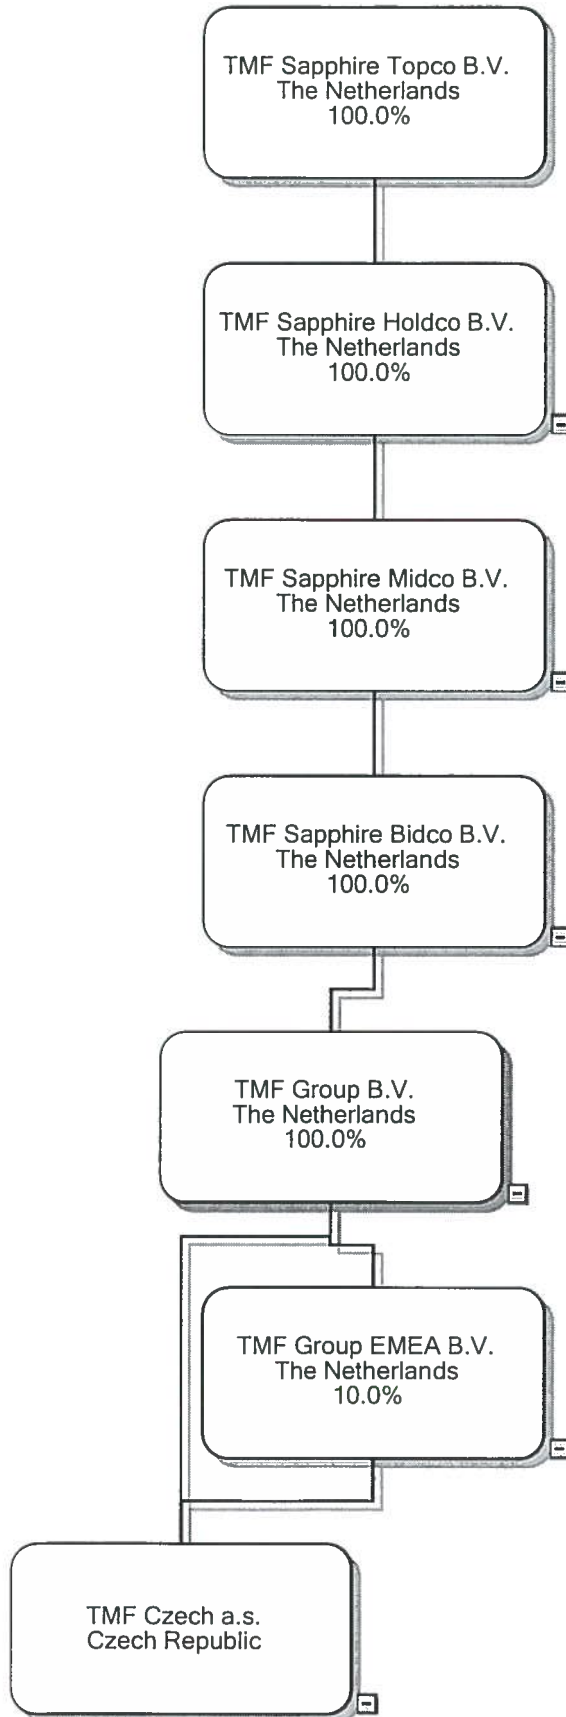 TMF Sapphire Topco B.V.
The Netherlands
100.0%
TMF Sapphire Holdco B.V.
The Netherlands
100.0%
TMF Sapphire Midco B.V.
The Netherlands
100.0%
TMF Sapphire Bidco B.V.
The Netherlands
100.0%
TMF Group B.V.
The Netherlands
100.0%
TMF Group EMEA B.V.
The Netherlands
10.0%
TMF Czech a.s.
Czech Republic